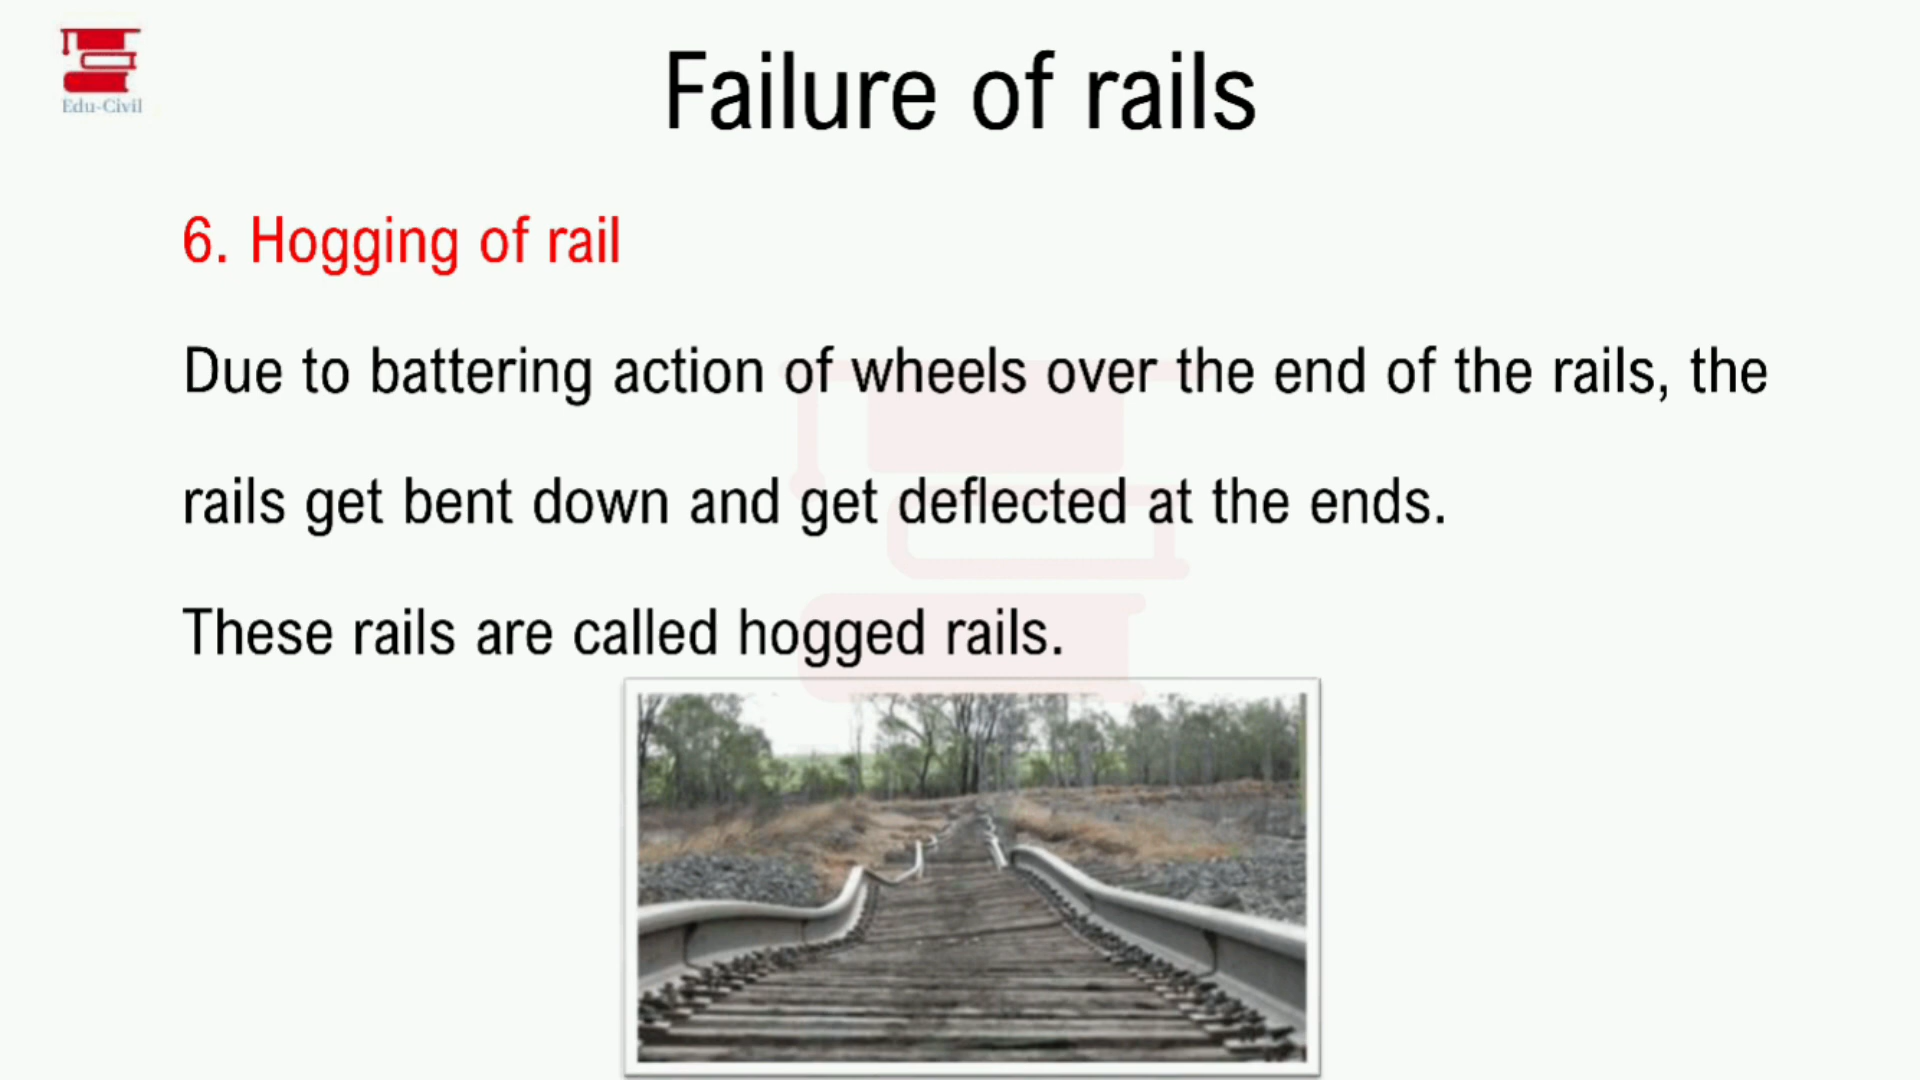 Edu-Civil
Failure of rails
6. Hogging of rail
Due to battering action of wheels over the end of the rails, the
rails get bent down and get deflected at the ends.
These rails are called hogged rails.